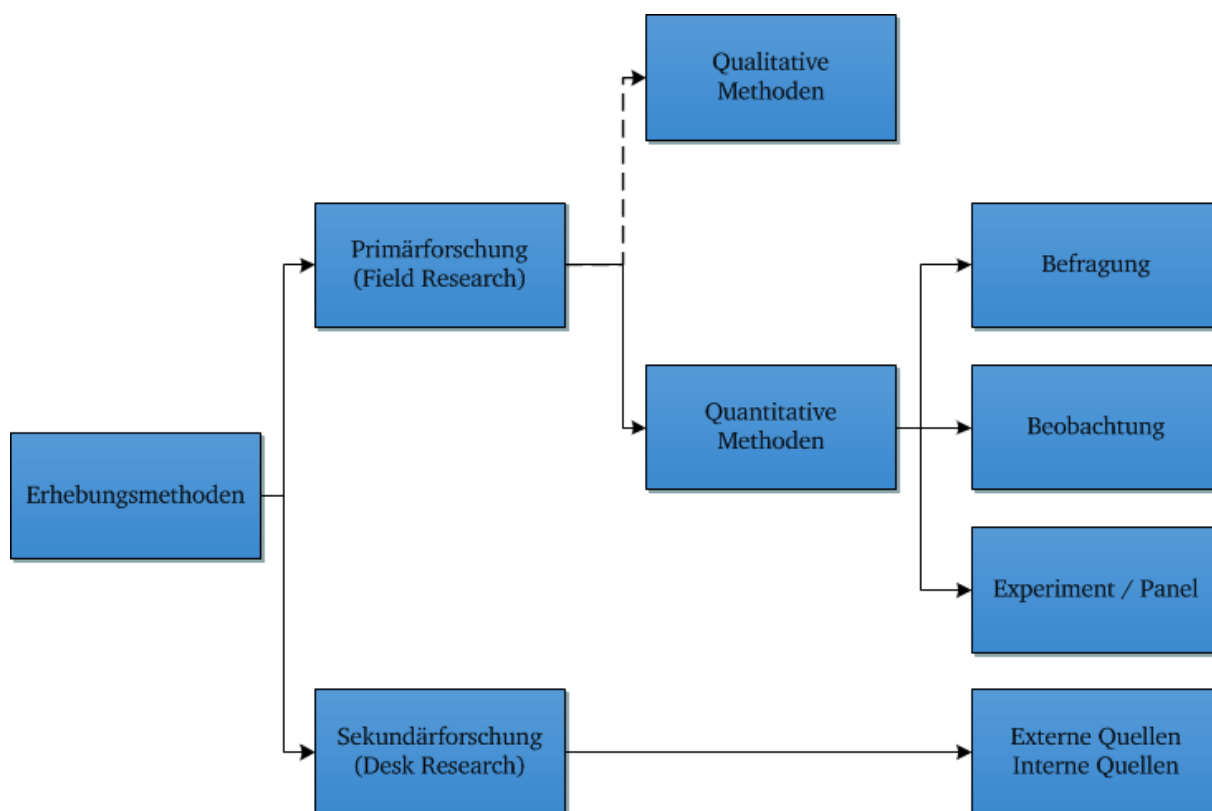 Qualitative
Methoden
Primärforschung
(Field Research)
Befragung
Quantitative
Methoden
Beobachtung
Erhebungsmethoden
Experiment / Panel
Sekundärforschung
(Desk Research)
Externe Quellen
Interne Quellen